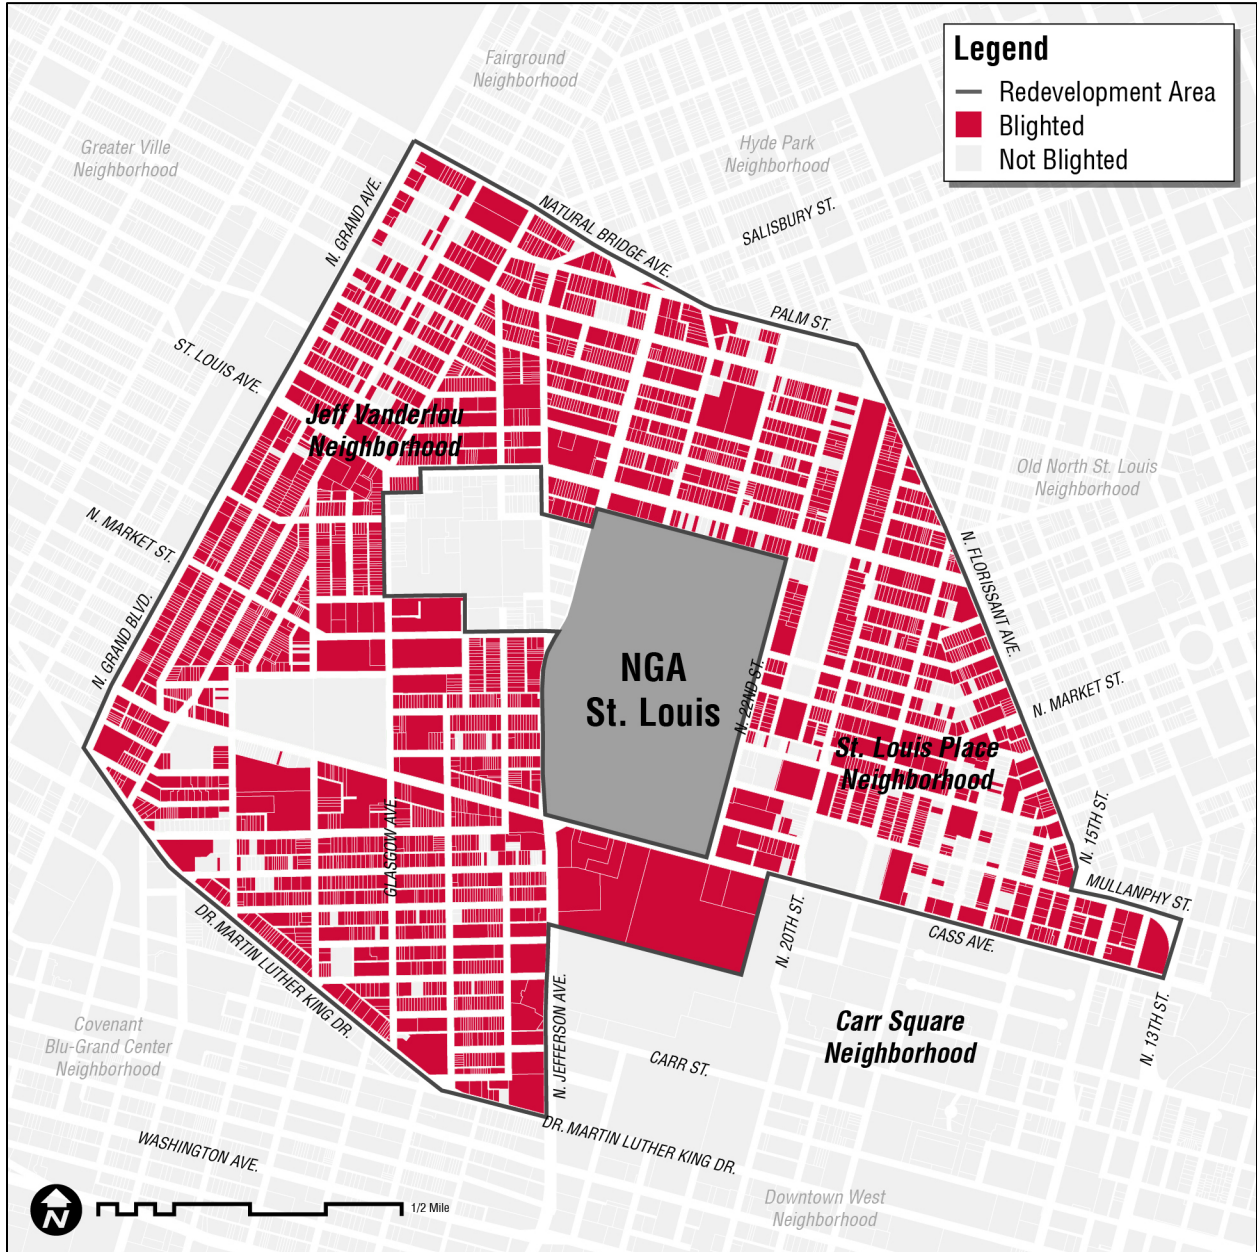 Legend
Redevelopment Area
Blighted
Not Blighted
Fairground
Neighborhood
Greater Ville
Neighborhood
Hyde Park
Neighborhood
N. GRAND AVE.
NATURAL BRIDGE AVE.
SALISBURY ST.
PALM ST.
ST. LOUIS AVE.
Jeff Vanderlou
Neighborhood
Old North St. Louis
Neighborhood
N. MARKET ST.
N. FLORISSANT AVE.
N. GRAND BLVD.
NGA
St. Louis
N. 22ND ST.
N. MARKET ST.
St. Louis Place
Neighborhood
GLASGOW AVE.
N. 15TH ST.
MULLANPHY ST.
DR. MARTIN LUTHER KING DR.
N. 20TH ST.
CASS AVE.
N. JEFFERSON AVE.
Carr Square
Neighborhood
N. 13TH ST.
Covenant
Blu-Grand Center
Neighborhood
CARR ST.
DR. MARTIN LUTHER KING DR.
WASHINGTON AVE.
Downtown West
Neighborhood
N
1/2 Mile